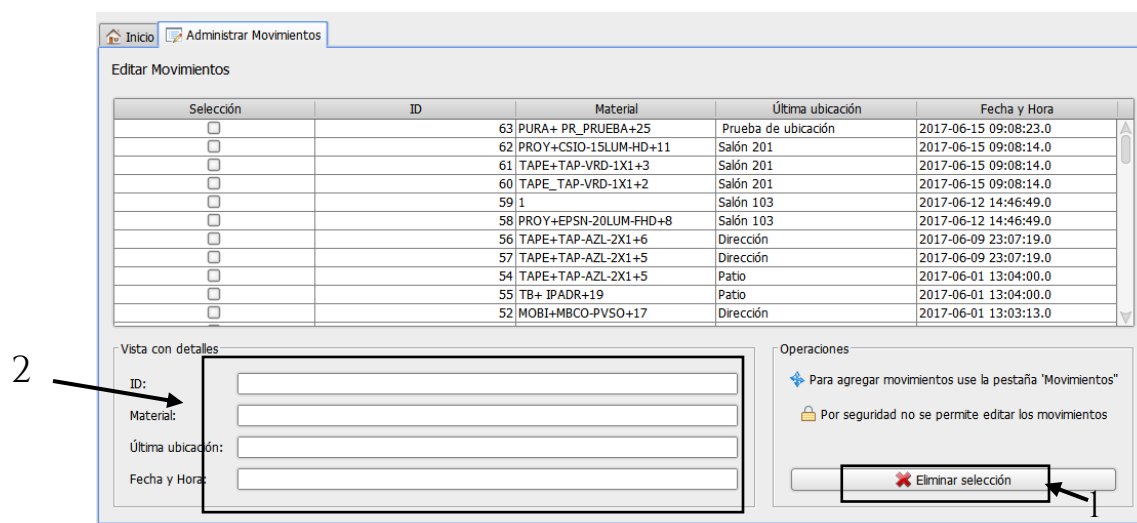 Inicio Administrar Movimientos
Editar Movimientos
Selección ID Material Última ubicación Fecha y Hora
63 PURA+ PR_PRUEBA+25 Prueba de ubicación 2017-06-15 09:08:23.0
62 PROY+CSIO-15LUM-HD+11 Salón 201 2017-06-15 09:08:14.0
61 TAPE+TAP-VRD-1X1+3 Salón 201 2017-06-15 09:08:14.0
60 TAPE_TAP-VRD-1X1+2 Salón 201 2017-06-15 09:08:14.0
59 1 Salón 103 2017-06-12 14:46:49.0
58 PROY+EPSN-20LUM-FHD+8 Salón 103 2017-06-12 14:46:49.0
56 TAPE+TAP-AZL-2X1+6 Dirección 2017-06-09 23:07:19.0
57 TAPE+TAP-AZL-2X1+5 Dirección 2017-06-09 23:07:19.0
54 TAPE+TAP-AZL-2X1+5 Patio 2017-06-01 13:04:00.0
55 TB+ IPADR+19 Patio 2017-06-01 13:04:00.0
52 MOBI+MBCO-PVSO+17 Dirección 2017-06-01 13:03:13.0
Vista con detalles
2
ID:
Material:
Última ubicación:
Fecha y Hora:
Operaciones
Para agregar movimientos use la pestaña 'Movimientos"
Por seguridad no se permite editar los movimientos
Eliminar selección
1